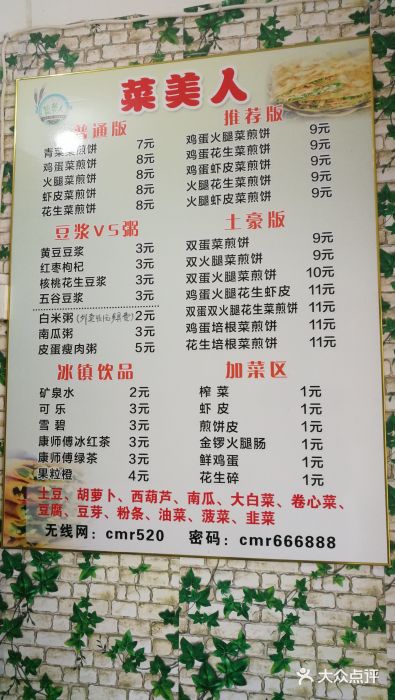 菜美人
普通版
青菜菜煎饼 7元
鸡蛋菜煎饼 8元
火腿菜煎饼 8元
虾皮菜煎饼 8元
花生菜煎饼 8元
推荐版
鸡蛋火腿菜煎饼 9元
鸡蛋花生菜煎饼 9元
鸡蛋虾皮菜煎饼 9元
火腿花生菜煎饼 9元
火腿虾皮菜煎饼 9元
豆浆VS粥
黄豆豆浆 3元
红枣枸杞 3元
核桃花生豆浆 3元
五谷豆浆 3元
白米粥 2元
南瓜粥 3元
皮蛋瘦肉粥 5元
土豪版
双蛋菜煎饼 9元
双火腿菜煎饼 9元
双蛋火腿菜煎饼 10元
鸡蛋火腿花生虾皮 11元
双蛋双火腿菜煎饼 11元
鸡蛋培根菜煎饼 11元
花生培根菜煎饼 11元
冰镇饮品
矿泉水 2元
可乐 3元
雪碧 3元
康师傅冰红茶 3元
康师傅绿茶 3元
果粒橙 4元
加菜区
榨菜 1元
虾皮 1元
煎饼皮 1元
金锣火腿肠 1元
鲜鸡蛋 1元
花生碎 1元
土豆、胡萝卜、西葫芦、南瓜、大白菜、卷心菜、
豆腐、豆芽、粉条、油菜、菠菜、韭菜
无线网：cmr520 密码：cmr666888
大众点评